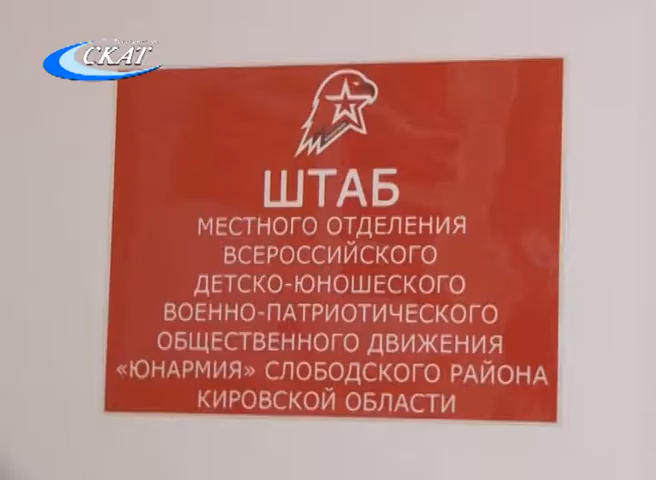 СКАТ
ШТАБ
МЕСТНОГО ОТДЕЛЕНИЯ
ВСЕРОССИЙСКОГО
ДЕТСКО-ЮНОШЕСКОГО
ВОЕННО-ПАТРИОТИЧЕСКОГО
ОБЩЕСТВЕННОГО ДВИЖЕНИЯ
«ЮНАРМИЯ» СЛОБОДСКОГО РАЙОНА
КИРОВСКОЙ ОБЛАСТИ